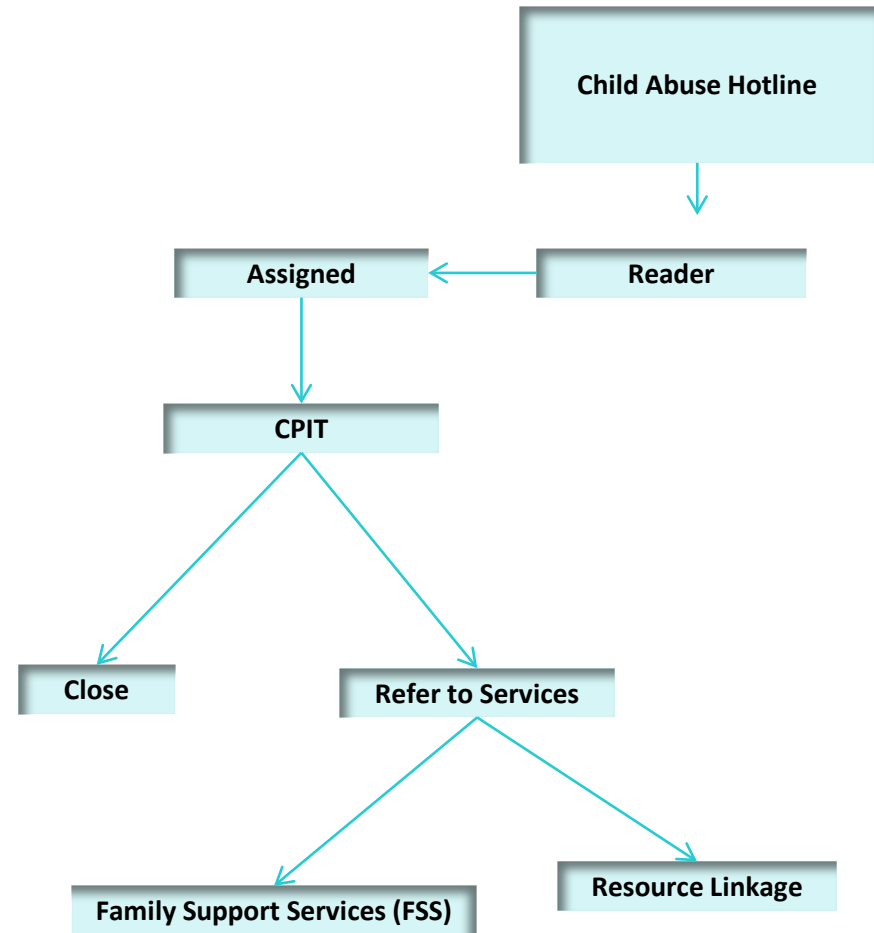 Child Abuse Hotline
Assigned
Reader
CPIT
Close
Refer to Services
Family Support Services (FSS)
Resource Linkage